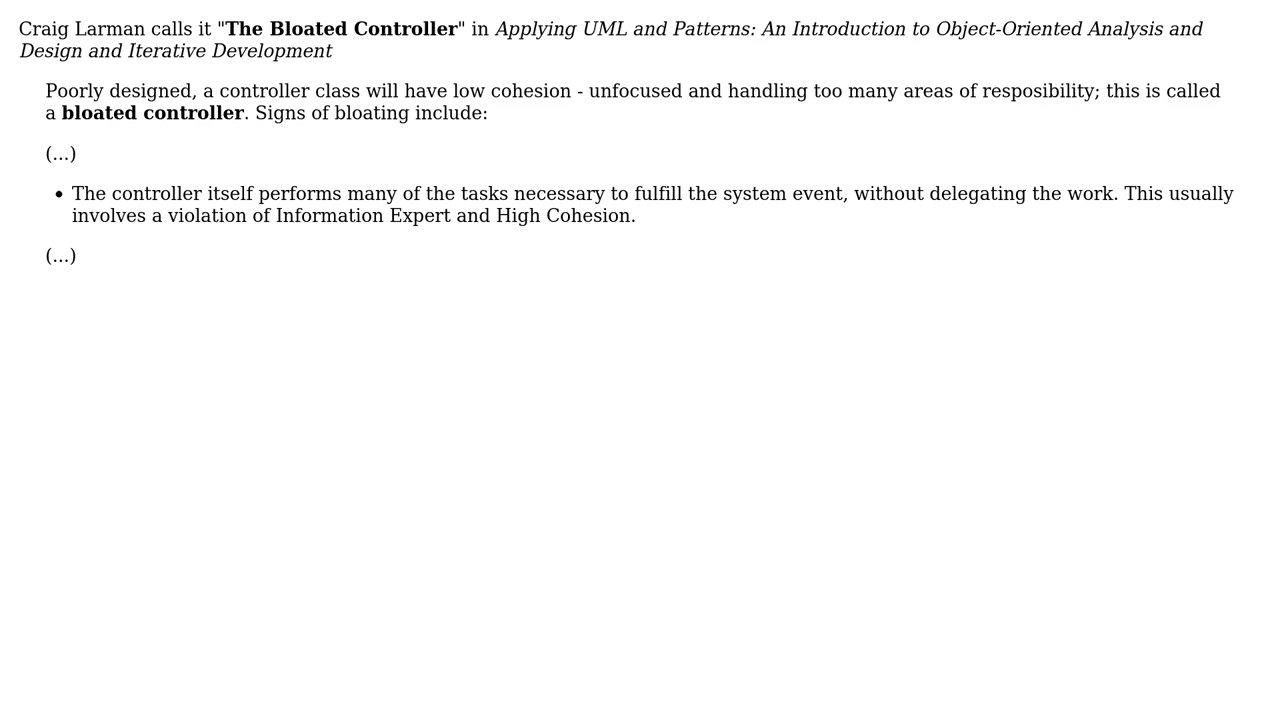 Craig Larman calls it "The Bloated Controller" in Applying UML and Patterns: An Introduction to Object-Oriented Analysis and
Design and Iterative Development
Poorly designed, a controller class will have low cohesion - unfocused and handling too many areas of resposibility; this is called
a bloated controller. Signs of bloating include:
(...)
• The controller itself performs many of the tasks necessary to fulfill the system event, without delegating the work. This usually
involves a violation of Information Expert and High Cohesion.
(...)